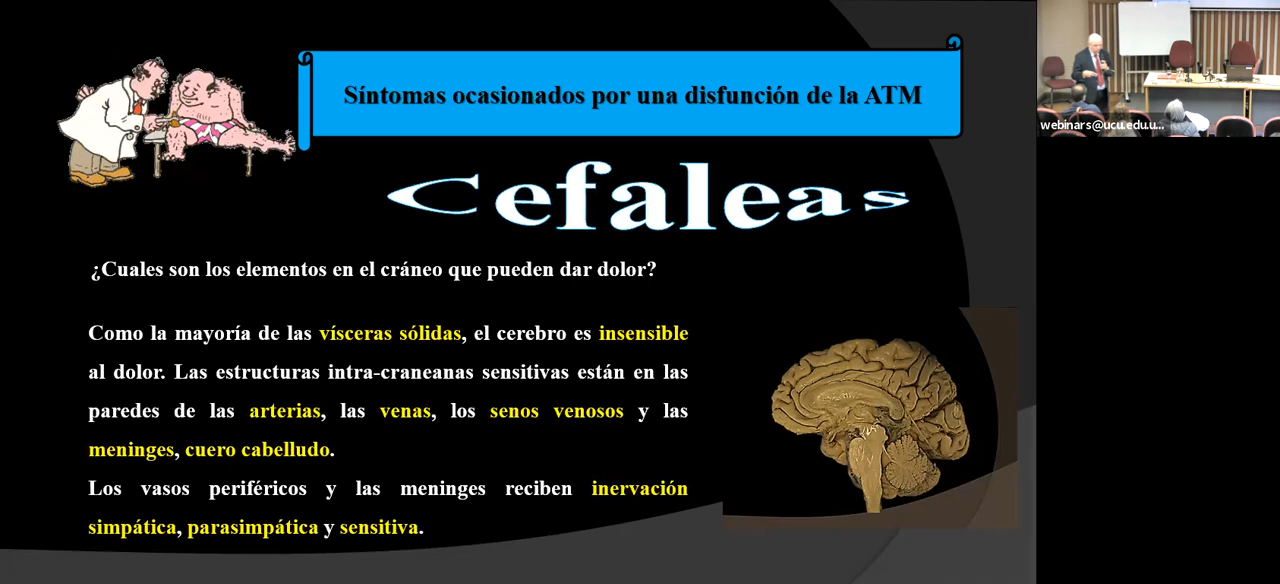 Síntomas ocasionados por una disfunción de la ATM
webinars@ucu.edu.u...
Cefaleas
¿Cuales son los elementos en el cráneo que pueden dar dolor?
Como la mayoría de las vísceras sólidas, el cerebro es insensible
al dolor. Las estructuras intra-craneanas sensitivas están en las
paredes de las arterias, las venas, los senos venosos y las
meninges, cuero cabelludo.
Los vasos periféricos y las meninges reciben inervación
simpática, parasimpática y sensitiva.